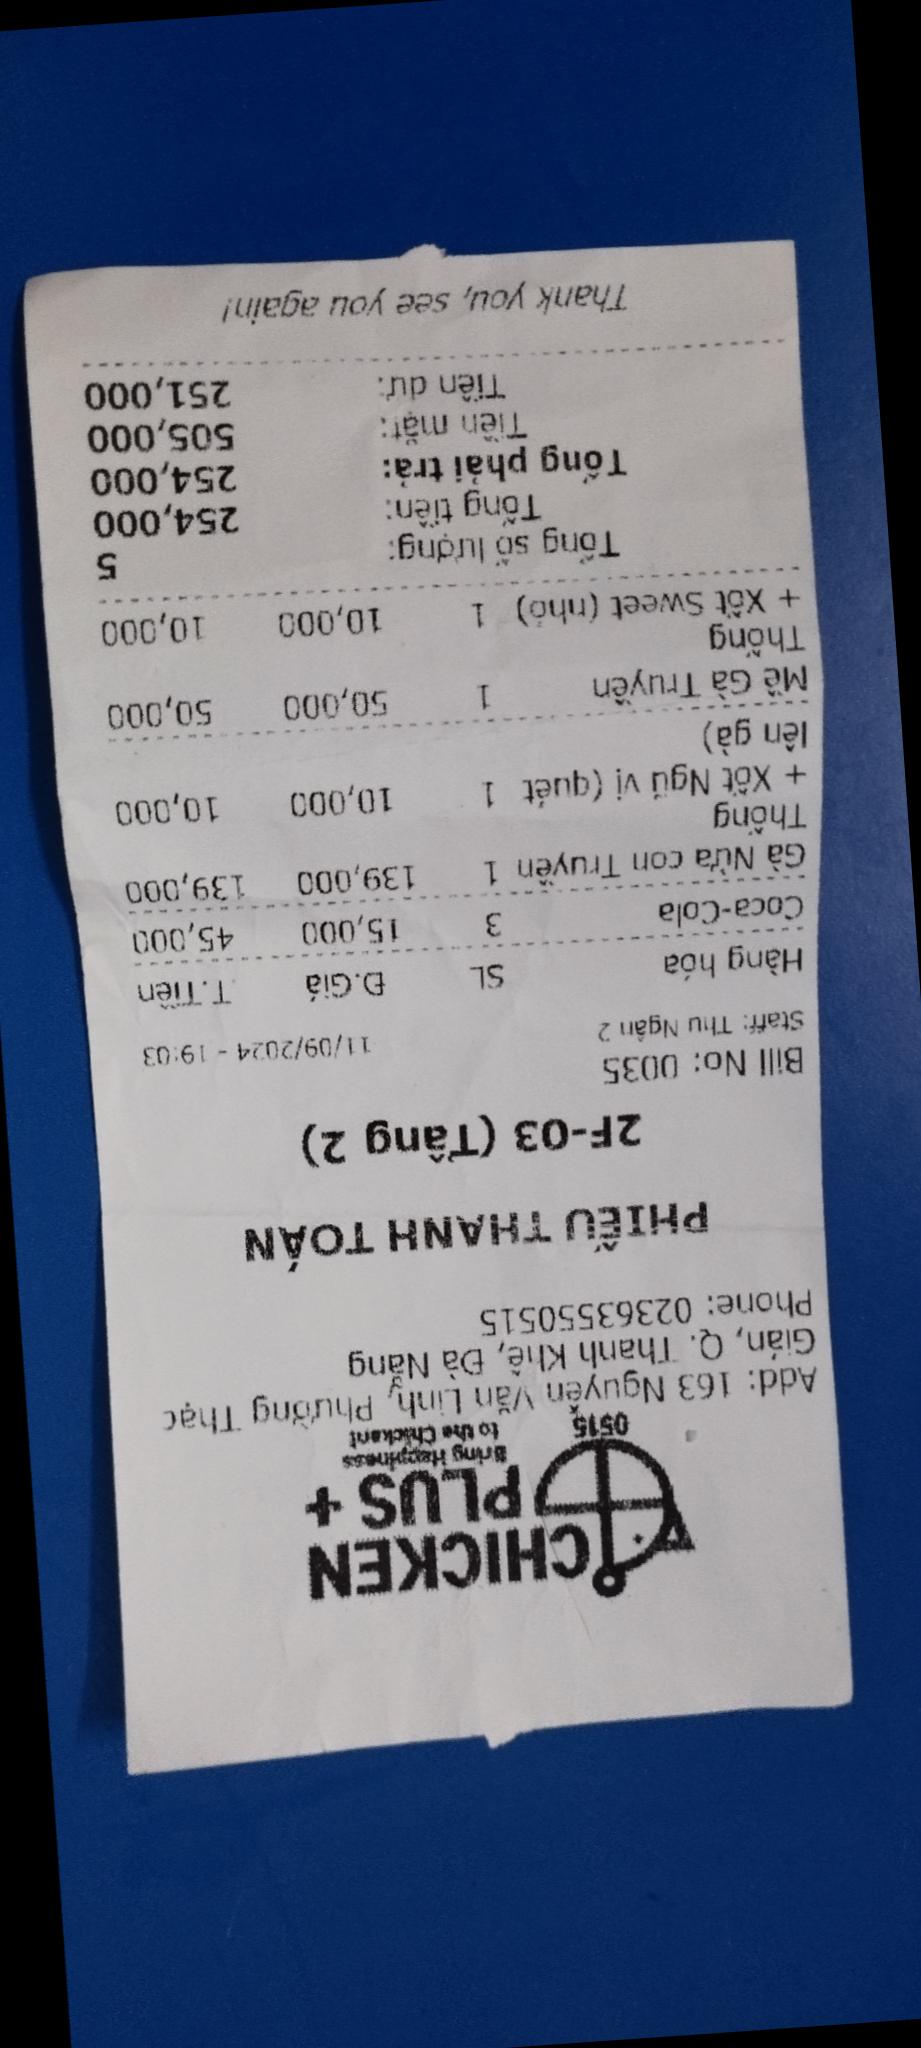 CHICKEN
PLUS +
Bring Happiness
to the Chickent
0515
Add: 163 Nguyễn Văn Linh, Phường Thạc
Gián, Q. Thanh Khê, Đà Nẵng
Phone: 02363550515
PHIẾU THANH TOÁN
2F-03 (Tầng 2)
Bill No: 0035
Staff: Thu Ngân 2 11/09/2024 - 19:03
Hàng hóa SL Đ.Giá T.Tiền
Coca-Cola 3 15,000 45,000
Gà Nửa con Truyền 1 139,000 139,000
Thống
+ Xốt Ngũ vị (quét 1 10,000 10,000
lên gà)
Mề Gà Truyền 1 50,000 50,000
Thống
+ Xốt Sweet (nhỏ) 1 10,000 10,000
Tổng số lượng: 5
Tổng tiền: 254,000
Tổng phải trả: 254,000
Tiền mặt: 505,000
Tiền dư: 251,000
Thank you, see you again!